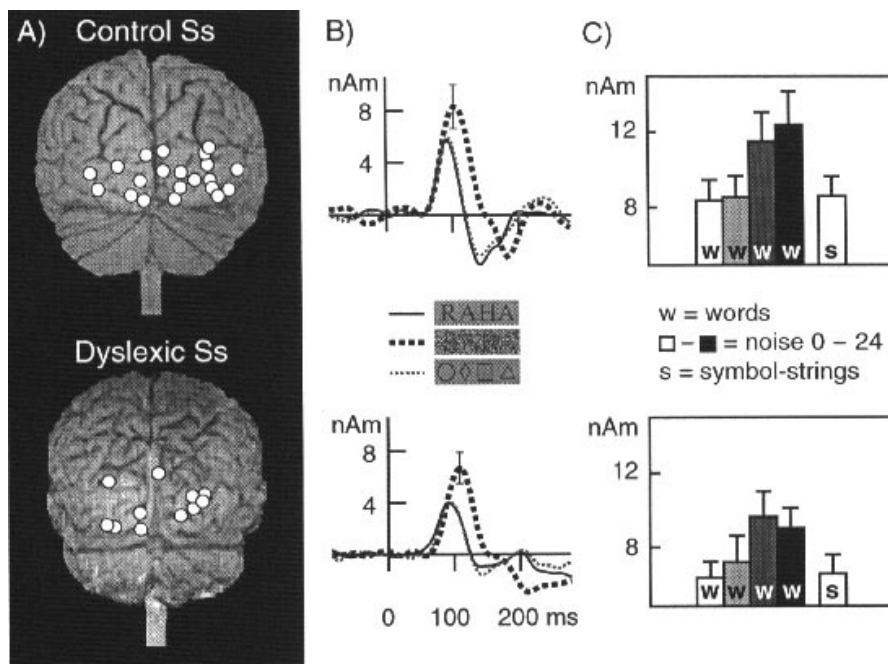 A)
Control Ss
Dyslexic Ss
B)
nAm
8
4
RAHA
nAm
8
4
0 100 200 ms
C)
nAm
12
8
w w w w s
w = words
= noise 0 – 24
s = symbol-strings
nAm
12
8
w w w w s